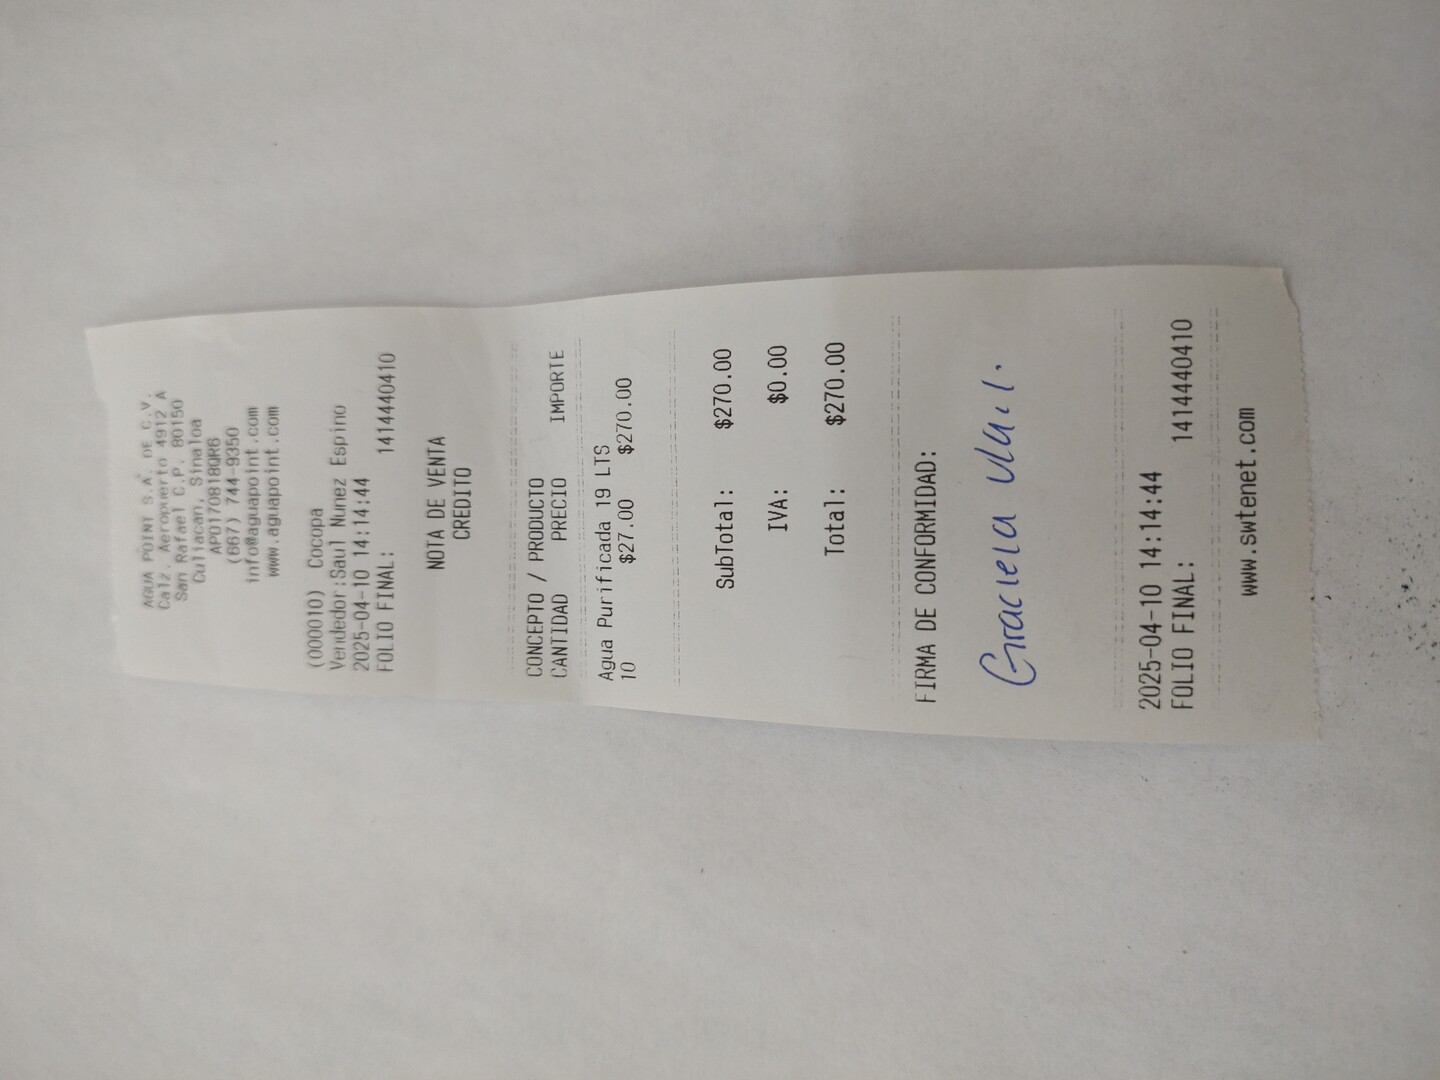 AGUA POINT S.A. DE C.V.
Calz. Aeropuerto 4912 A
San Rafael C.P. 80150
Culiacan, Sinaloa
APO170818QR6
(667) 744-9350
info@aguapoint.com
www.aguapoint.com
(000010) Cocopa
Vendedor:Saul Nunez Espino
2025-04-10 14:14:44
FOLIO FINAL: 1414440410
NOTA DE VENTA
CREDITO
CONCEPTO / PRODUCTO
CANTIDAD PRECIO IMPORTE
Agua Purificada 19 LTS
10 $27.00 $270.00
SubTotal: $270.00
IVA: $0.00
Total: $270.00
FIRMA DE CONFORMIDAD:
Graciela
2025-04-10 14:14:44
FOLIO FINAL: 1414440410
www.swtenet.com